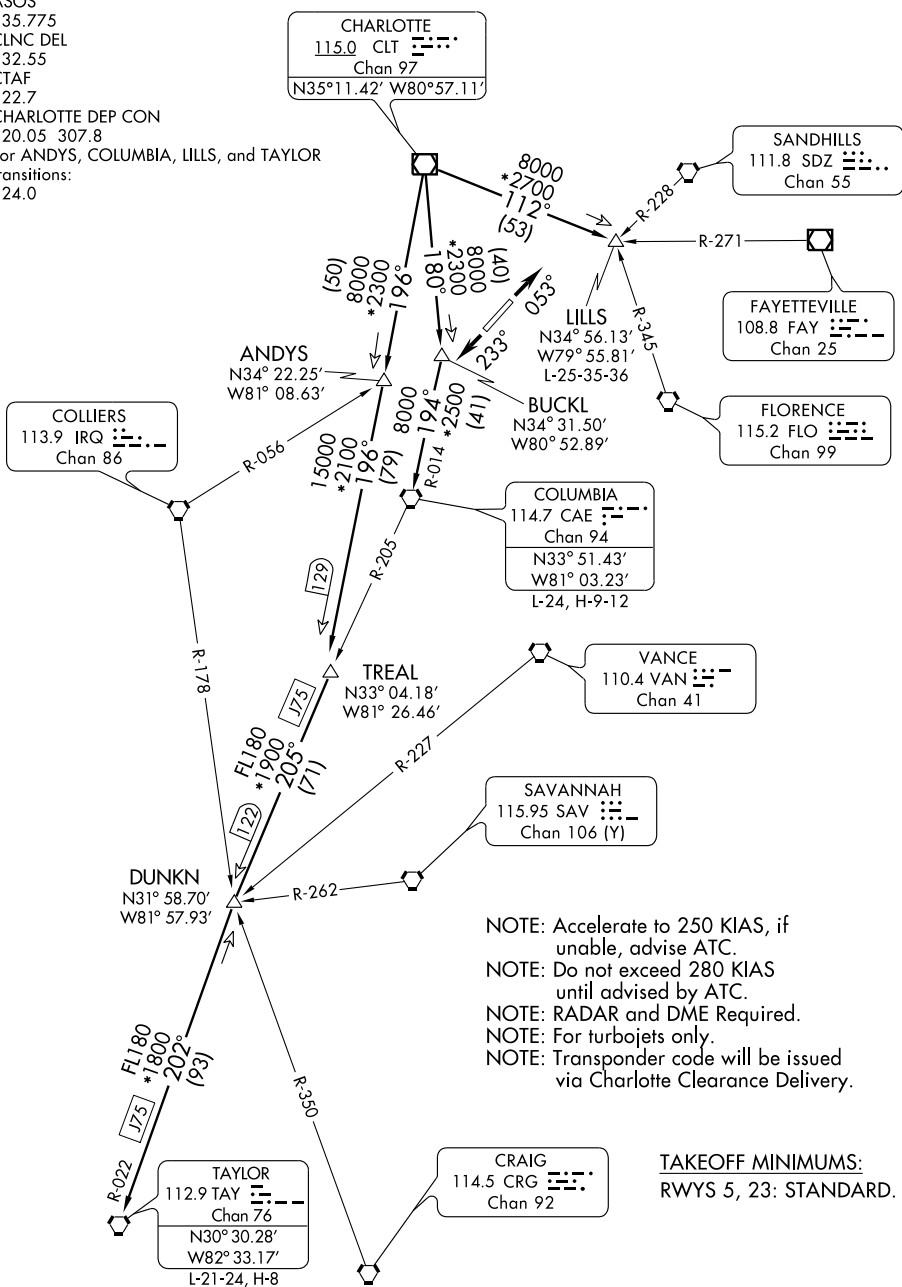 ASOS
35.775
CLNC DEL
32.55
CTAF
22.7
CHARLOTTE DEP CON
20.05 307.8
or ANDYS, COLUMBIA, LILLS, and TAYLOR
ransitions:
24.0
CHARLOTTE
115.0 CLT
Chan 97
N35°11.42' W80°57.11'
SANDHILLS
111.8 SDZ
Chan 55
R-228
8000
*2700
112°
(53)
R-271
FAYETTEVILLE
108.8 FAY
Chan 25
LILLS
N34° 56.13'
W79° 55.81'
L-25-35-36
R-345
FLORENCE
115.2 FLO
Chan 99
(50)
8000
*2300
196°
(40)
8000
*2300
180°
053°
233°
ANDYS
N34° 22.25'
W81° 08.63'
BUCKL
N34° 31.50'
W80° 52.89'
COLLIERS
113.9 IRQ
Chan 86
R-056
15000
*2100
196°
(79)
8000
194°
*2500
(41)
R-014
COLUMBIA
114.7 CAE
Chan 94
N33° 51.43'
W81° 03.23'
L-24, H-9-12
R-205
129
R-178
TREAL
N33° 04.18'
W81° 26.46'
VANCE
110.4 VAN
Chan 41
J75
FL180
*1900
205°
(71)
R-227
122
SAVANNAH
115.95 SAV
Chan 106 (Y)
R-262
DUNKN
N31° 58.70'
W81° 57.93'
NOTE: Accelerate to 250 KIAS, if
unable, advise ATC.
NOTE: Do not exceed 280 KIAS
until advised by ATC.
NOTE: RADAR and DME Required.
NOTE: For turbojets only.
NOTE: Transponder code will be issued
via Charlotte Clearance Delivery.
FL180
*1800
202°
(93)
J75
R-022
R-350
TAYLOR
112.9 TAY
Chan 76
N30° 30.28'
W82° 33.17'
L-21-24, H-8
CRAIG
114.5 CRG
Chan 92
TAKEOFF MINIMUMS:
RWYS 5, 23: STANDARD.